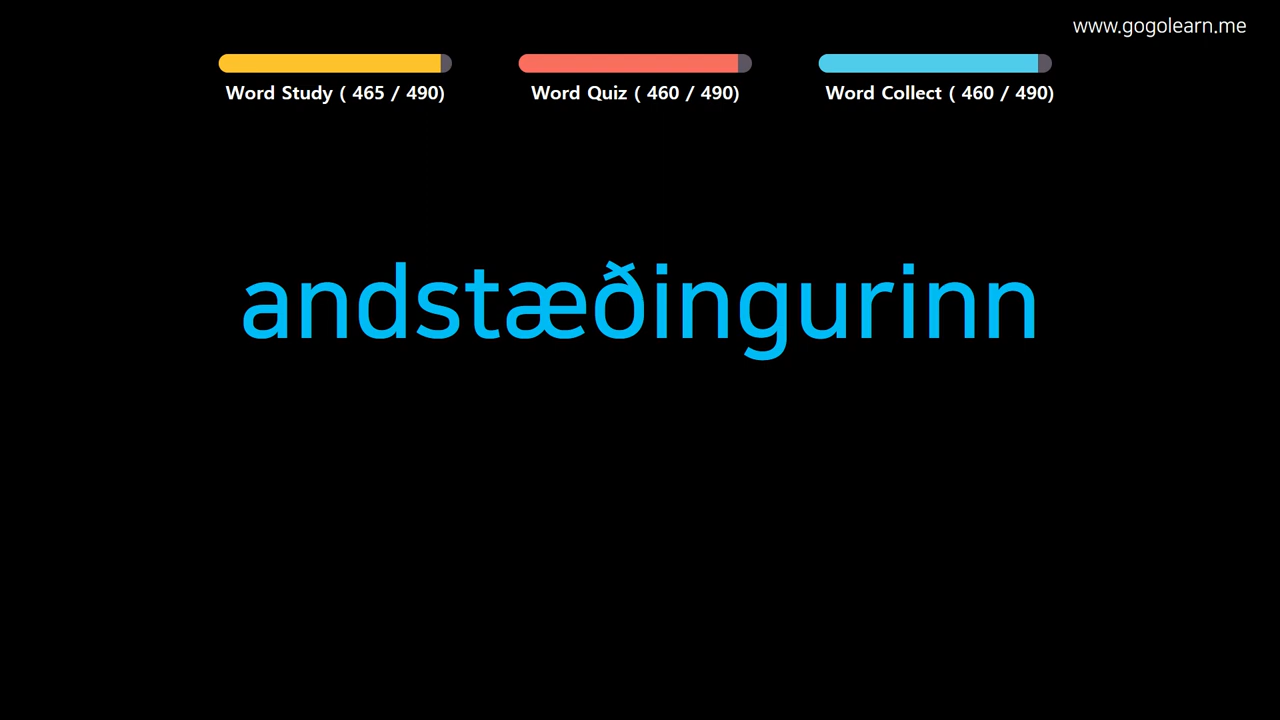 www.gogolearn.me
Word Study ( 465 / 490)
Word Quiz ( 460 / 490)
Word Collect ( 460 / 490)
andstæðingurinn